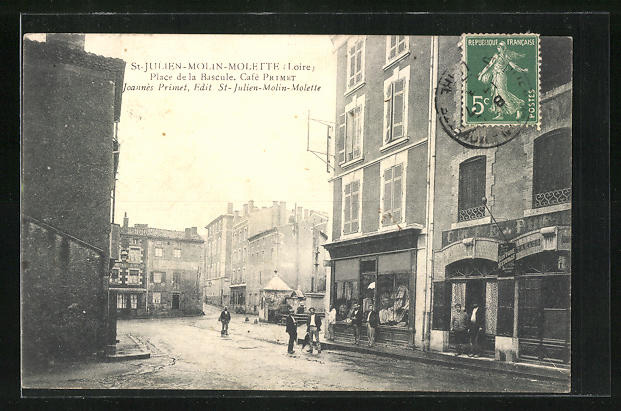 St-JULIEN-MOLIN-MOLETTE (Loire)
Place de la Bascule. Café PRIMET
Joannès Primet, Edit. St-Julien-Molin-Molette
REPUBLIQUE FRANÇAISE
5c
POSTES